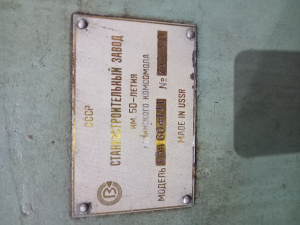 СССР
СТАНКОСТРОИТЕЛЬНЫЙ ЗАВОД
ИМ. 50-ЛЕТИЯ
КОМСОМОЛА
МОДЕЛЬ №
MADE IN USSR